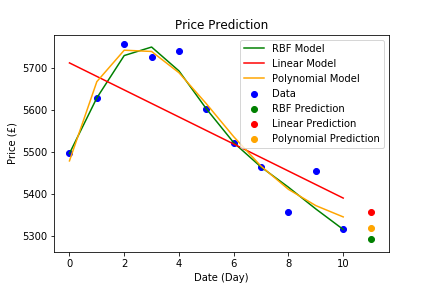 Price Prediction
RBF Model
Linear Model
Polynomial Model
Data
RBF Prediction
Linear Prediction
Polynomial Prediction
5700
5600
5500
5400
5300
Price (£)
0 2 4 6 8 10
Date (Day)